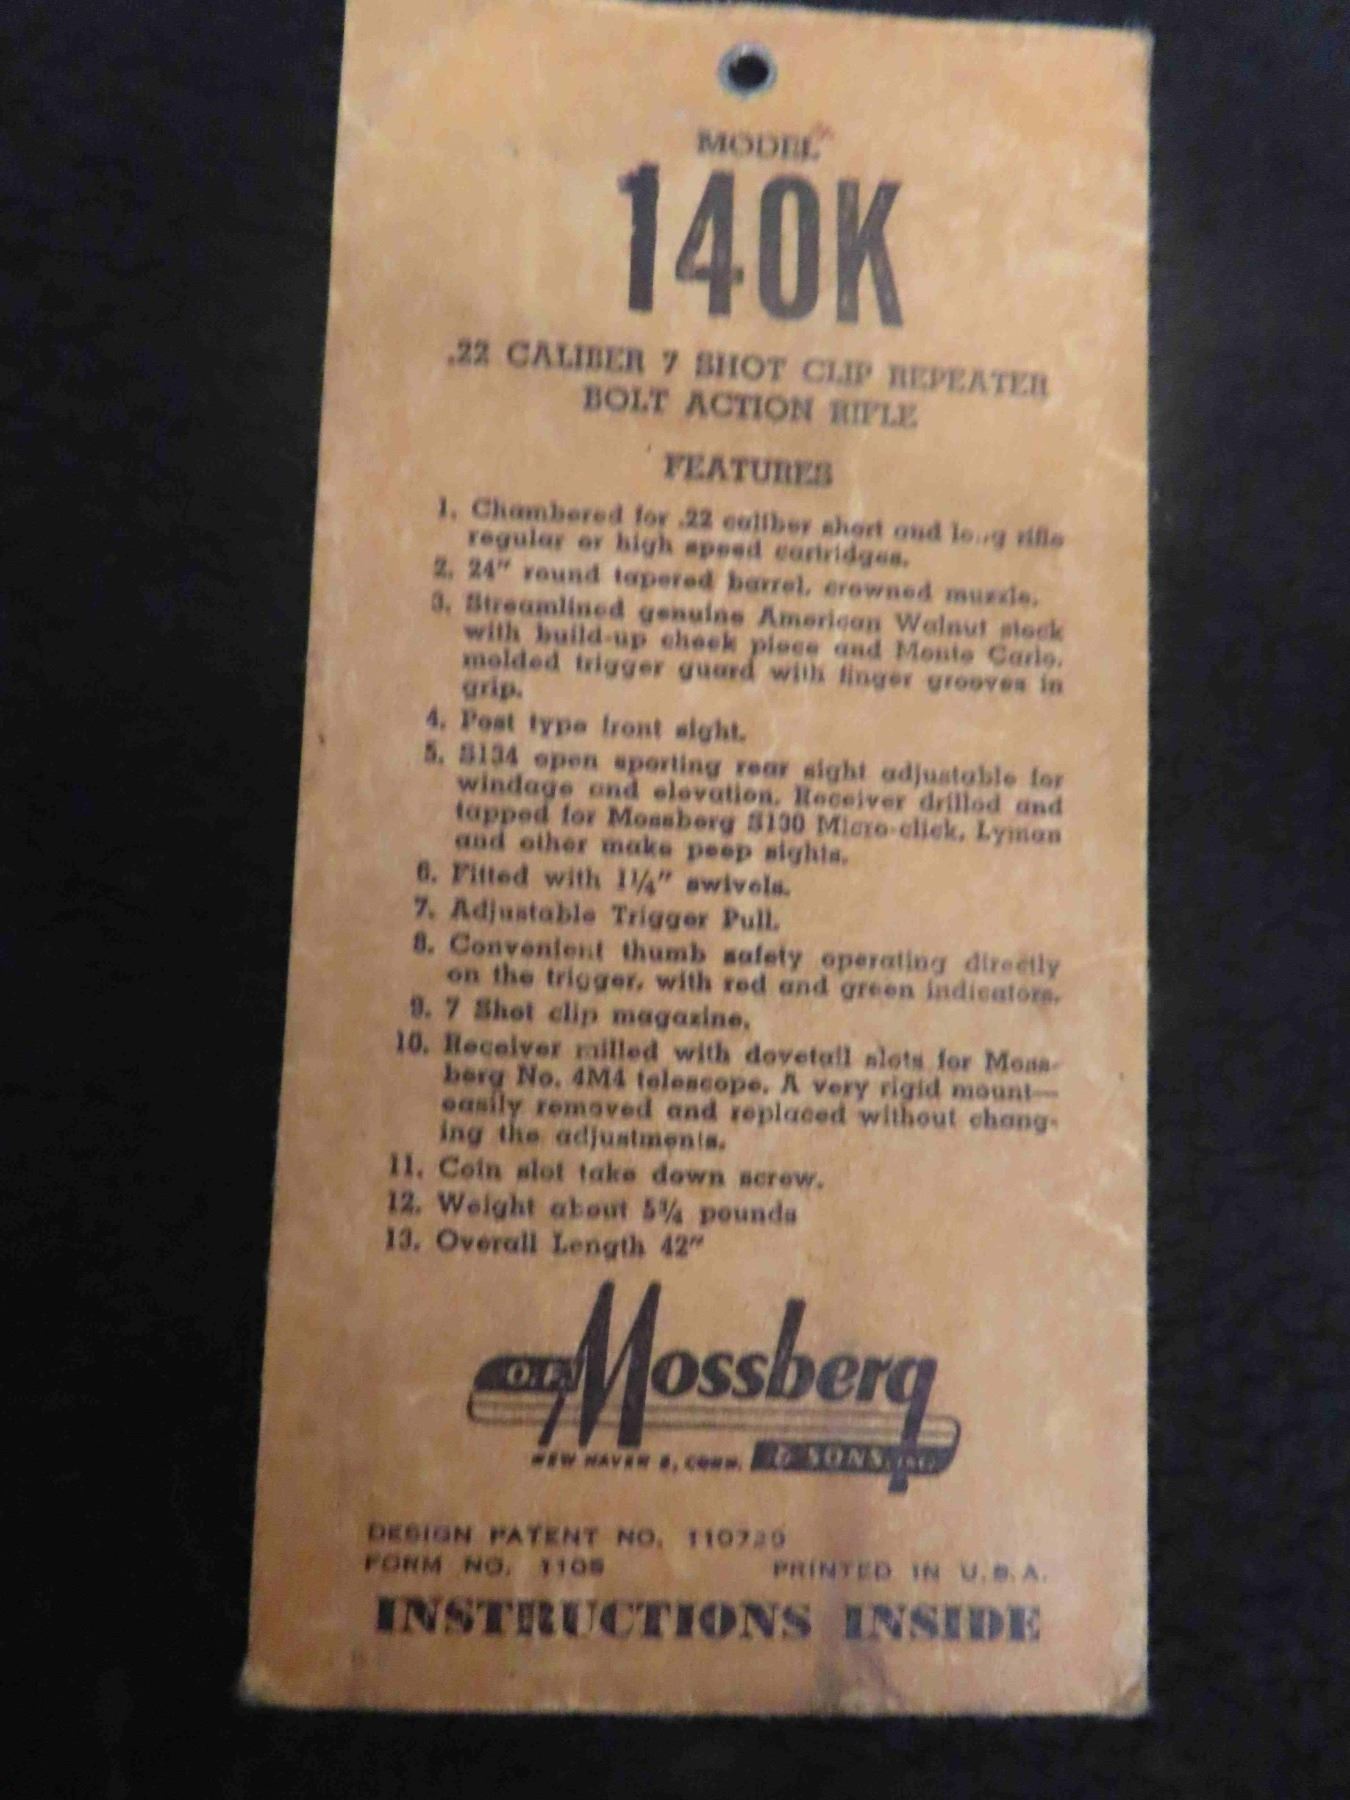 MODEL
140K
.22 CALIBER 7 SHOT CLIP REPEATER
BOLT ACTION RIFLE
FEATURES
1. Chambered for .22 caliber short and long rifle
regular or high speed cartridges.
2. 24" round tapered barrel, crowned muzzle.
3. Streamlined genuine American Walnut stock
with build-up cheek piece and Monte Carlo,
molded trigger guard with finger grooves in
grip.
4. Post type front sight.
5. S134 open sporting rear sight adjustable for
windage and elevation. Receiver drilled and
tapped for Mossberg S130 Micro-click, Lyman
and other make peep sights.
6. Fitted with 1¼" swivels.
7. Adjustable Trigger Pull.
8. Convenient thumb safety operating directly
on the trigger, with red and green indicators.
9. 7 Shot clip magazine.
10. Receiver milled with dovetail slots for Moss-
berg No. 4M4 telescope. A very rigid mount—
easily removed and replaced without chang-
ing the adjustments.
11. Coin slot take down screw.
12. Weight about 5¾ pounds
13. Overall Length 42"
O.F. Mossberg
NEW HAVEN 5, CONN. & SONS, INC.
DESIGN PATENT NO.
FORM NO. PRINTED IN U.S.A.
INSTRUCTIONS INSIDE